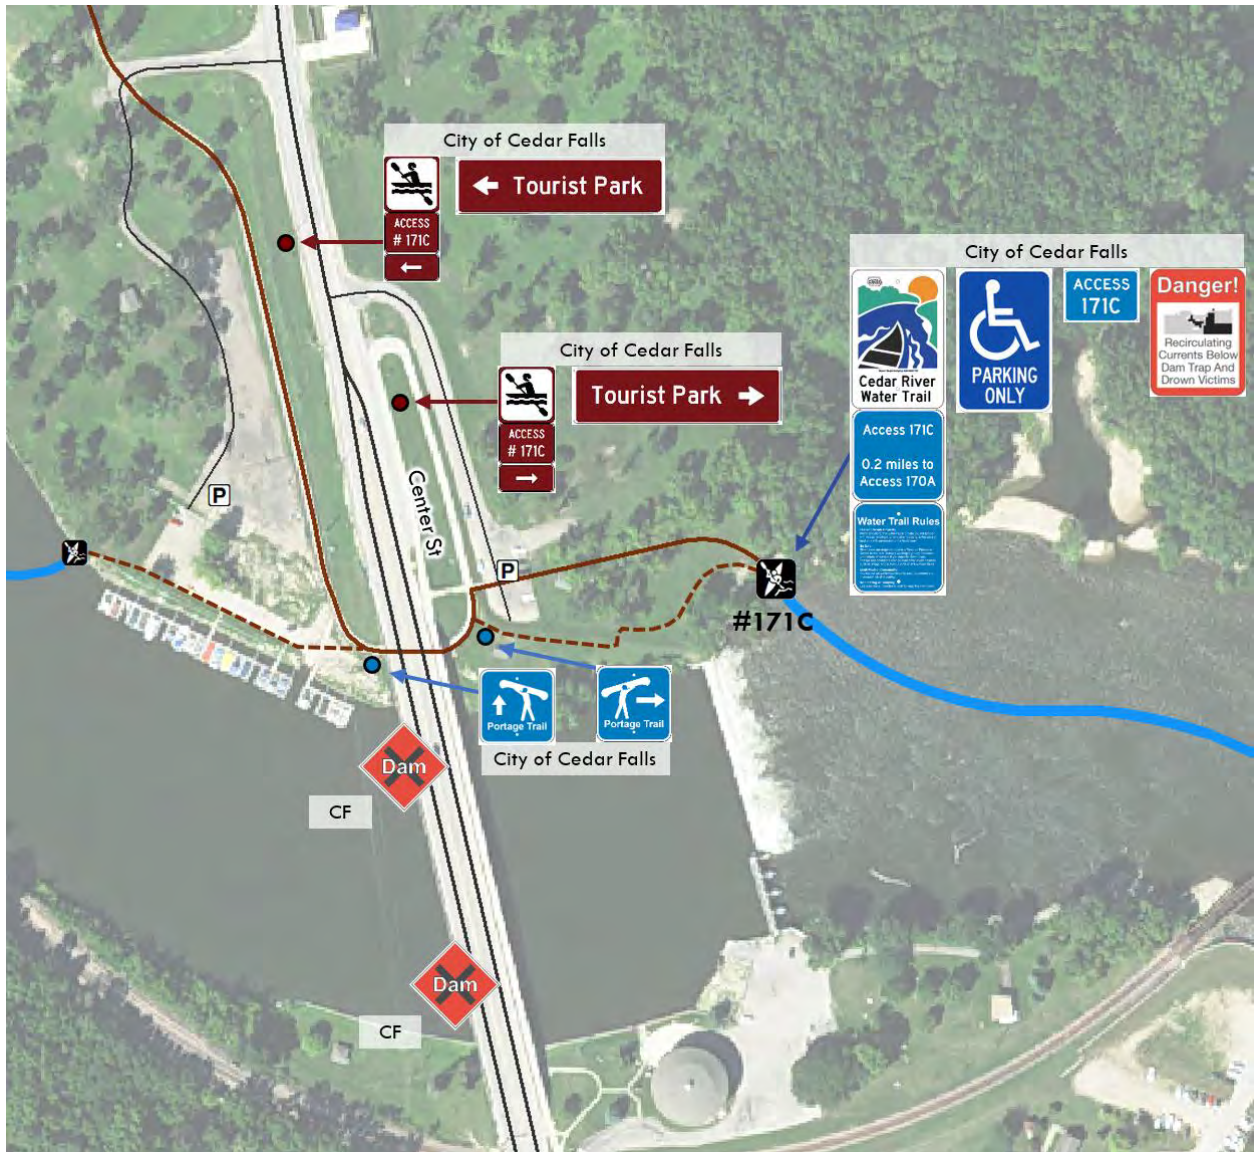 City of Cedar Falls
← Tourist Park
ACCESS
# 171C
←
City of Cedar Falls
Tourist Park →
ACCESS
# 171C
→
City of Cedar Falls
Cedar River
Water Trail
Access 171C
0.2 miles to
Access 170A
Water Trail Rules
PARKING
ONLY
ACCESS
171C
Danger!
Recirculating
Currents Below
Dam Trap And
Drown Victims
P
Center St
P
#171C
Portage Trail
Portage Trail
City of Cedar Falls
Dam
CF
Dam
CF